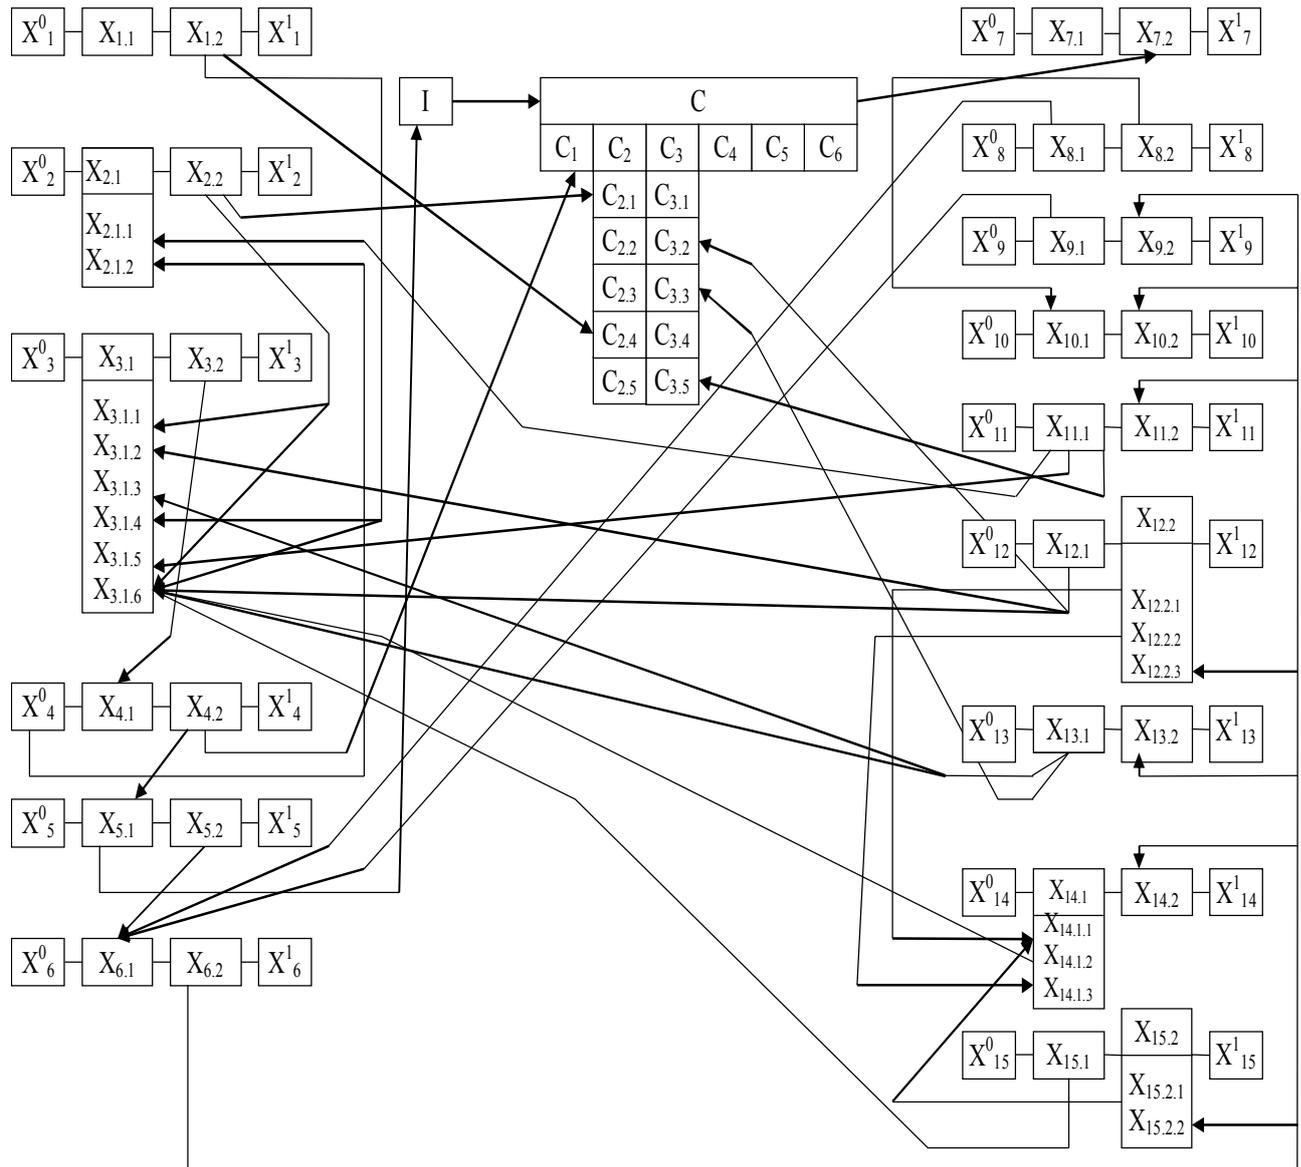 X⁰₁ X₁.₁ X₁.₂ X¹₁
X⁰₂ X₂.₁ X₂.₂ X¹₂
X₂.₁.₁
X₂.₁.₂
X⁰₃ X₃.₁ X₃.₂ X¹₃
X₃.₁.₁
X₃.₁.₂
X₃.₁.₃
X₃.₁.₄
X₃.₁.₅
X₃.₁.₆
X⁰₄ X₄.₁ X₄.₂ X¹₄
X⁰₅ X₅.₁ X₅.₂ X¹₅
X⁰₆ X₆.₁ X₆.₂ X¹₆
I C
C₁ C₂ C₃ C₄ C₅ C₆
C₂.₁ C₃.₁
C₂.₂ C₃.₂
C₂.₃ C₃.₃
C₂.₄ C₃.₄
C₂.₅ C₃.₅
X⁰₇ X₇.₁ X₇.₂ X¹₇
X⁰₈ X₈.₁ X₈.₂ X¹₈
X⁰₉ X₉.₁ X₉.₂ X¹₉
X⁰₁₀ X₁₀.₁ X₁₀.₂ X¹₁₀
X⁰₁₁ X₁₁.₁ X₁₁.₂ X¹₁₁
X⁰₁₂ X₁₂.₁ X₁₂.₂ X¹₁₂
X₁₂.₂.₁
X₁₂.₂.₂
X₁₂.₂.₃
X⁰₁₃ X₁₃.₁ X₁₃.₂ X¹₁₃
X⁰₁₄ X₁₄.₁ X₁₄.₂ X¹₁₄
X₁₄.₁.₁
X₁₄.₁.₂
X₁₄.₁.₃
X⁰₁₅ X₁₅.₁ X₁₅.₂ X¹₁₅
X₁₅.₂.₁
X₁₅.₂.₂